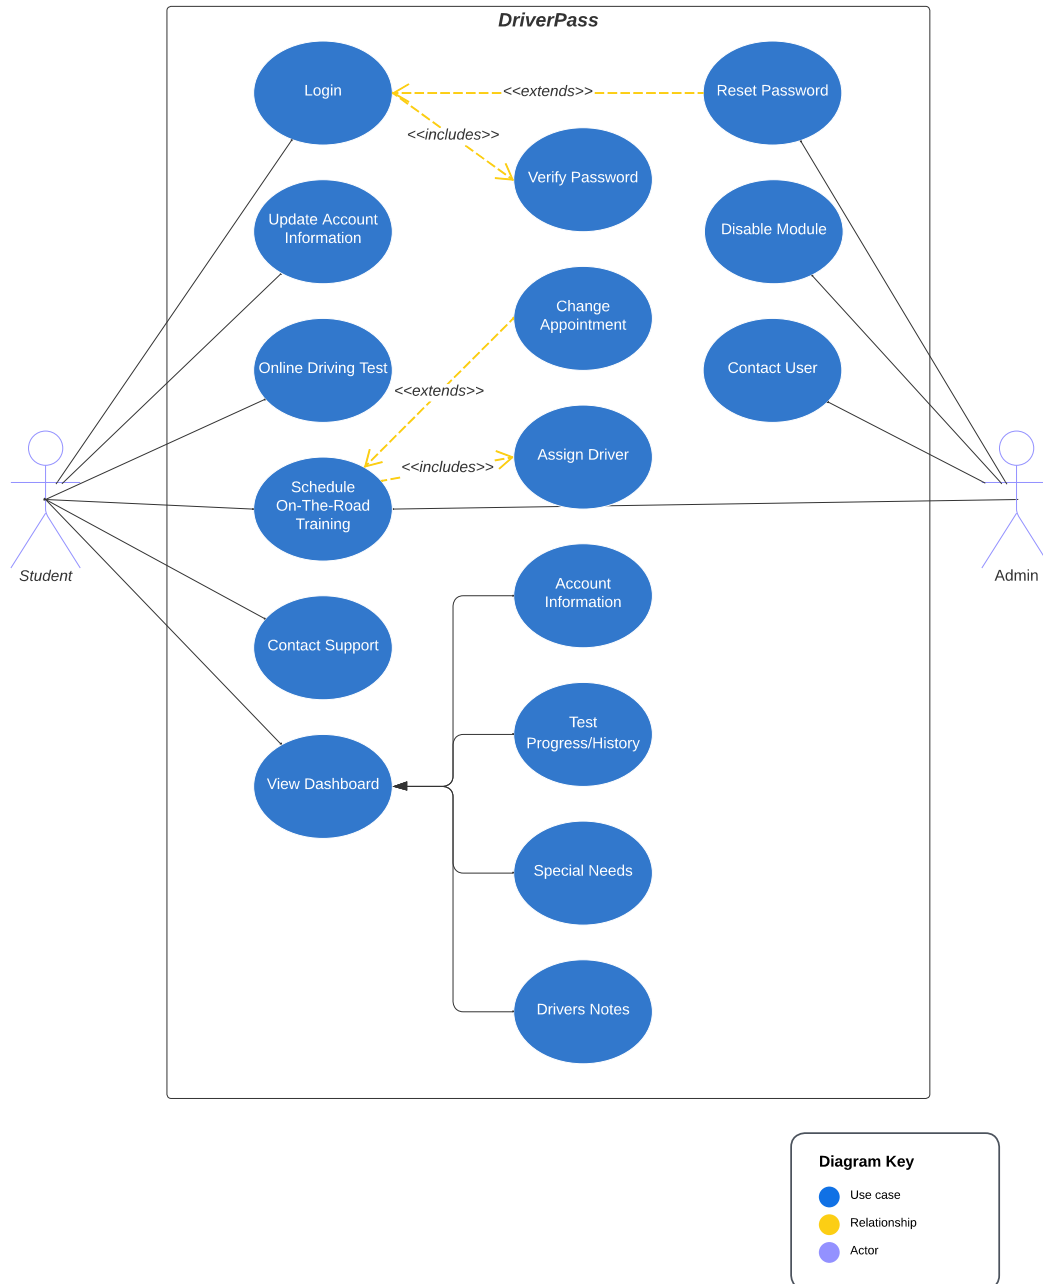 DriverPass
Login
<<extends>>
Reset Password
<<includes>>
Verify Password
Update Account
Information
Disable Module
Change
Appointment
Online Driving Test
Contact User
<<extends>>
Assign Driver
<<includes>>
Schedule
On-The-Road
Training
Student
Admin
Account
Information
Contact Support
Test
Progress/History
View Dashboard
Special Needs
Drivers Notes
Diagram Key
Use case
Relationship
Actor